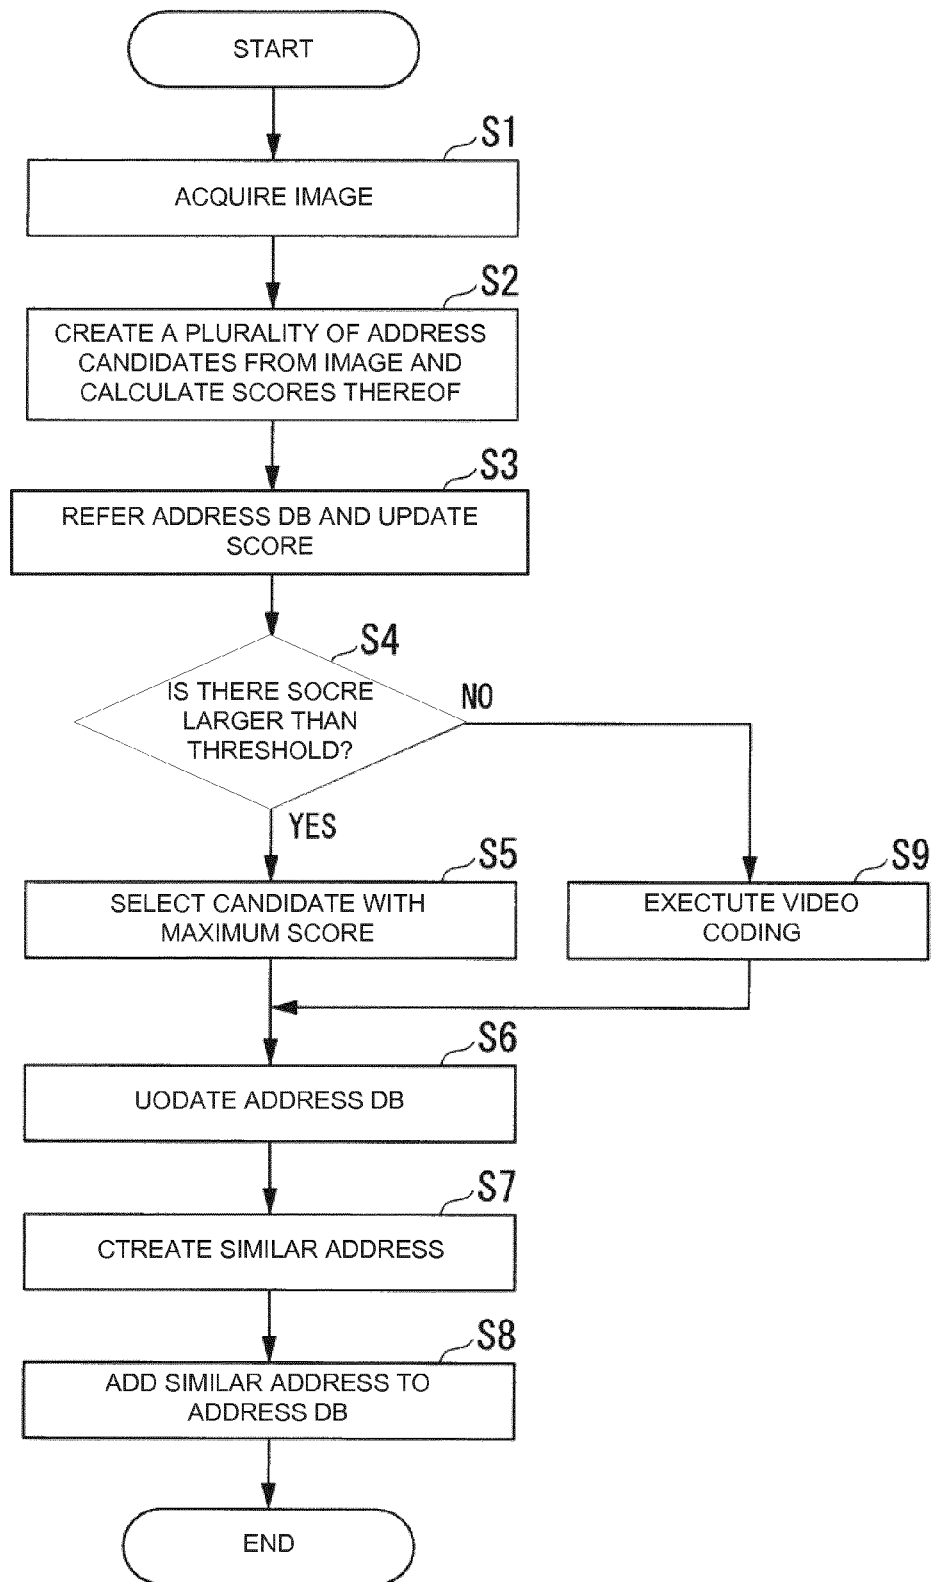 START
S1
ACQUIRE IMAGE
S2
CREATE A PLURALITY OF ADDRESS
CANDIDATES FROM IMAGE AND
CALCULATE SCORES THEREOF
S3
REFER ADDRESS DB AND UPDATE
SCORE
S4
IS THERE SOCRE
LARGER THAN
THRESHOLD?
NO
YES
S5
SELECT CANDIDATE WITH
MAXIMUM SCORE
S9
EXECTUTE VIDEO
CODING
S6
UODATE ADDRESS DB
S7
CTREATE SIMILAR ADDRESS
S8
ADD SIMILAR ADDRESS TO
ADDRESS DB
END